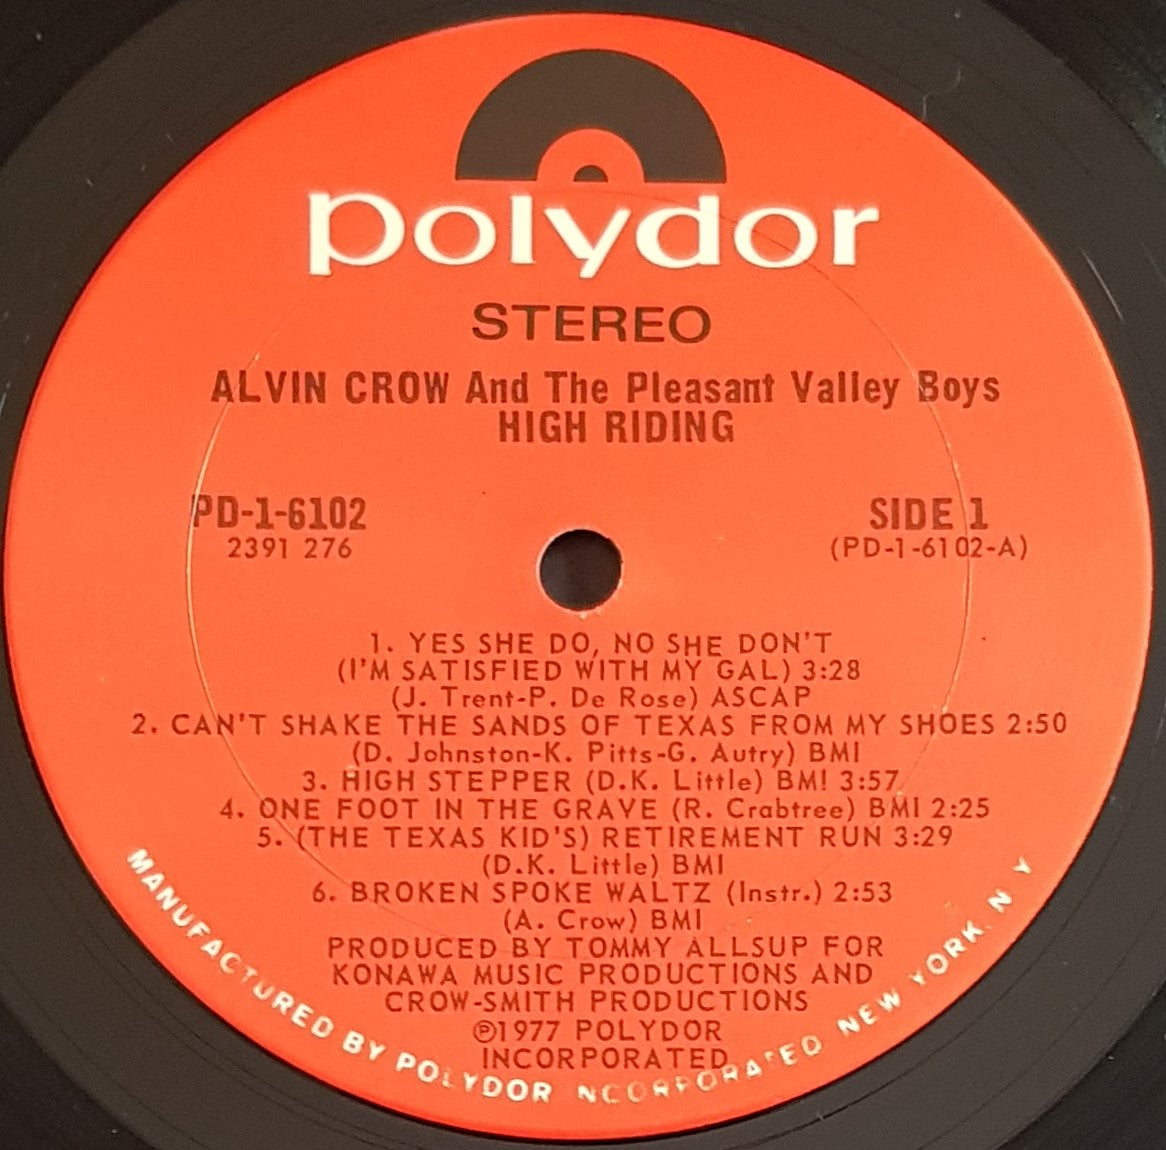 polydor
STEREO
ALVIN CROW And The Pleasant Valley Boys
HIGH RIDING
PD-1-6102
2391 276
SIDE 1
(PD-1-6102-A)
1. YES SHE DO, NO SHE DON'T
(I'M SATISFIED WITH MY GAL) 3:28
(J. Trent-P. De Rose) ASCAP
2. CAN'T SHAKE THE SANDS OF TEXAS FROM MY SHOES 2:50
(D. Johnston-K. Pitts-G. Autry) BMI
3. HIGH STEPPER (D.K. Little) BMI 3:57
4. ONE FOOT IN THE GRAVE (R. Crabtree) BMI 2:25
5. (THE TEXAS KID'S) RETIREMENT RUN 3:29
(D.K. Little) BMI
6. BROKEN SPOKE WALTZ (Instr.) 2:53
(A. Crow) BMI
PRODUCED BY TOMMY ALLSUP FOR
KONAWA MUSIC PRODUCTIONS AND
CROW-SMITH PRODUCTIONS
℗1977 POLYDOR
INCORPORATED
MANUFACTURED BY POLYDOR INCORPORATED NEW YORK, N Y